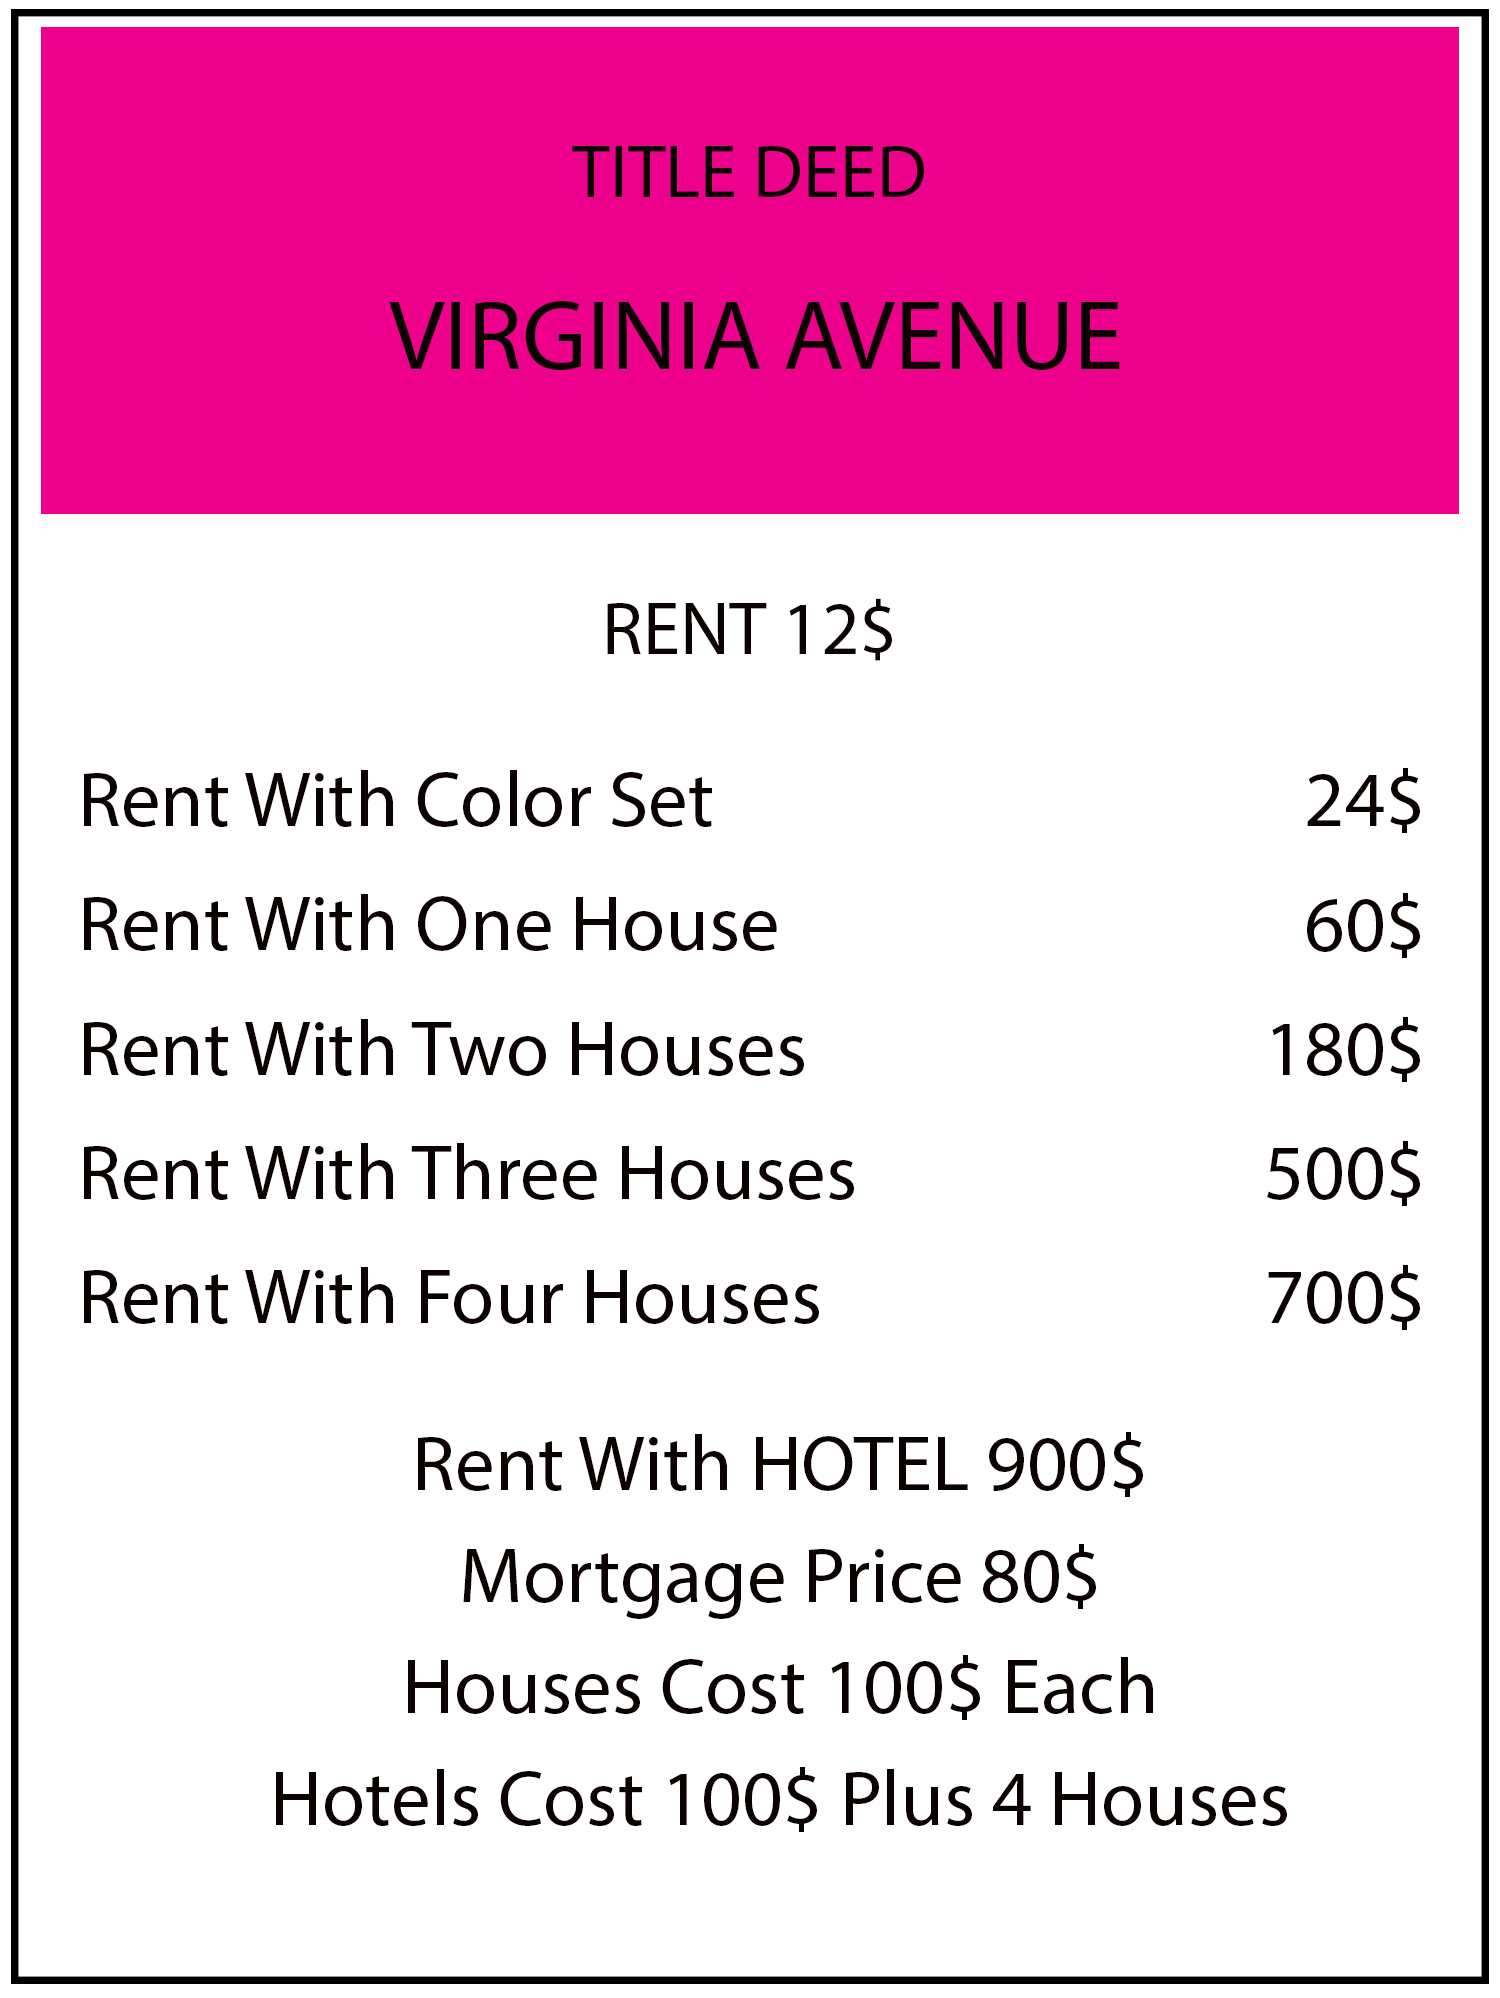 TITLE DEED
VIRGINIA AVENUE
RENT 12$
Rent With Color Set 24$
Rent With One House 60$
Rent With Two Houses 180$
Rent With Three Houses 500$
Rent With Four Houses 700$
Rent With HOTEL 900$
Mortgage Price 80$
Houses Cost 100$ Each
Hotels Cost 100$ Plus 4 Houses